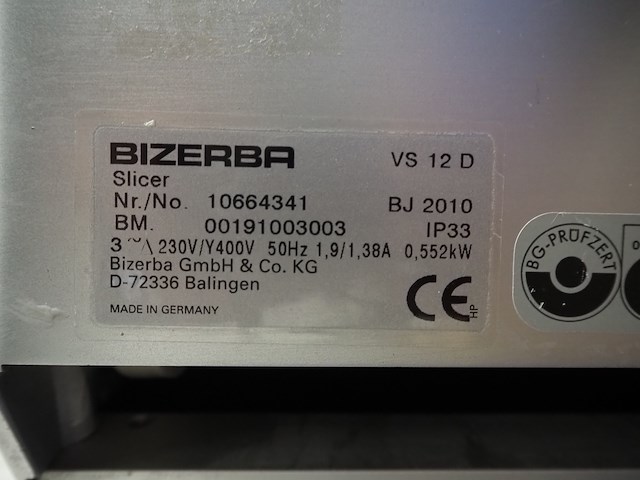 BIZERBA VS 12 D
Slicer
Nr./No. 10664341 BJ 2010
BM. 00191003003 IP33
3 ~ △ 230V/Y400V 50Hz 1,9/1,38A 0,552kW
Bizerba GmbH & Co. KG
D-72336 Balingen
MADE IN GERMANY
CE HP
BG-PRÜFZERT